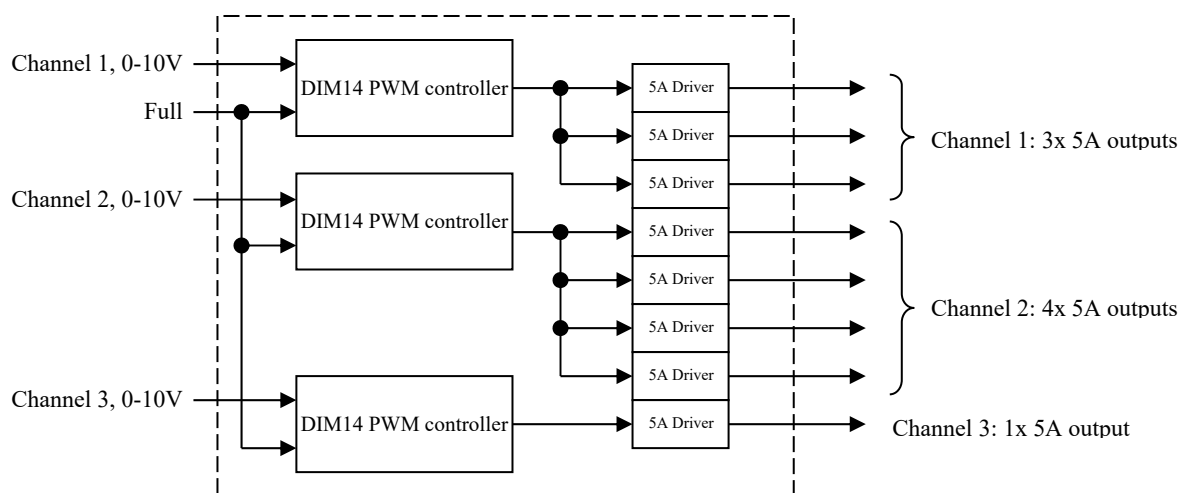 Channel 1, 0-10V
Full
DIM14 PWM controller
5A Driver
5A Driver
5A Driver
Channel 1: 3x 5A outputs
Channel 2, 0-10V
DIM14 PWM controller
5A Driver
5A Driver
5A Driver
5A Driver
Channel 2: 4x 5A outputs
Channel 3, 0-10V
DIM14 PWM controller
5A Driver
Channel 3: 1x 5A output